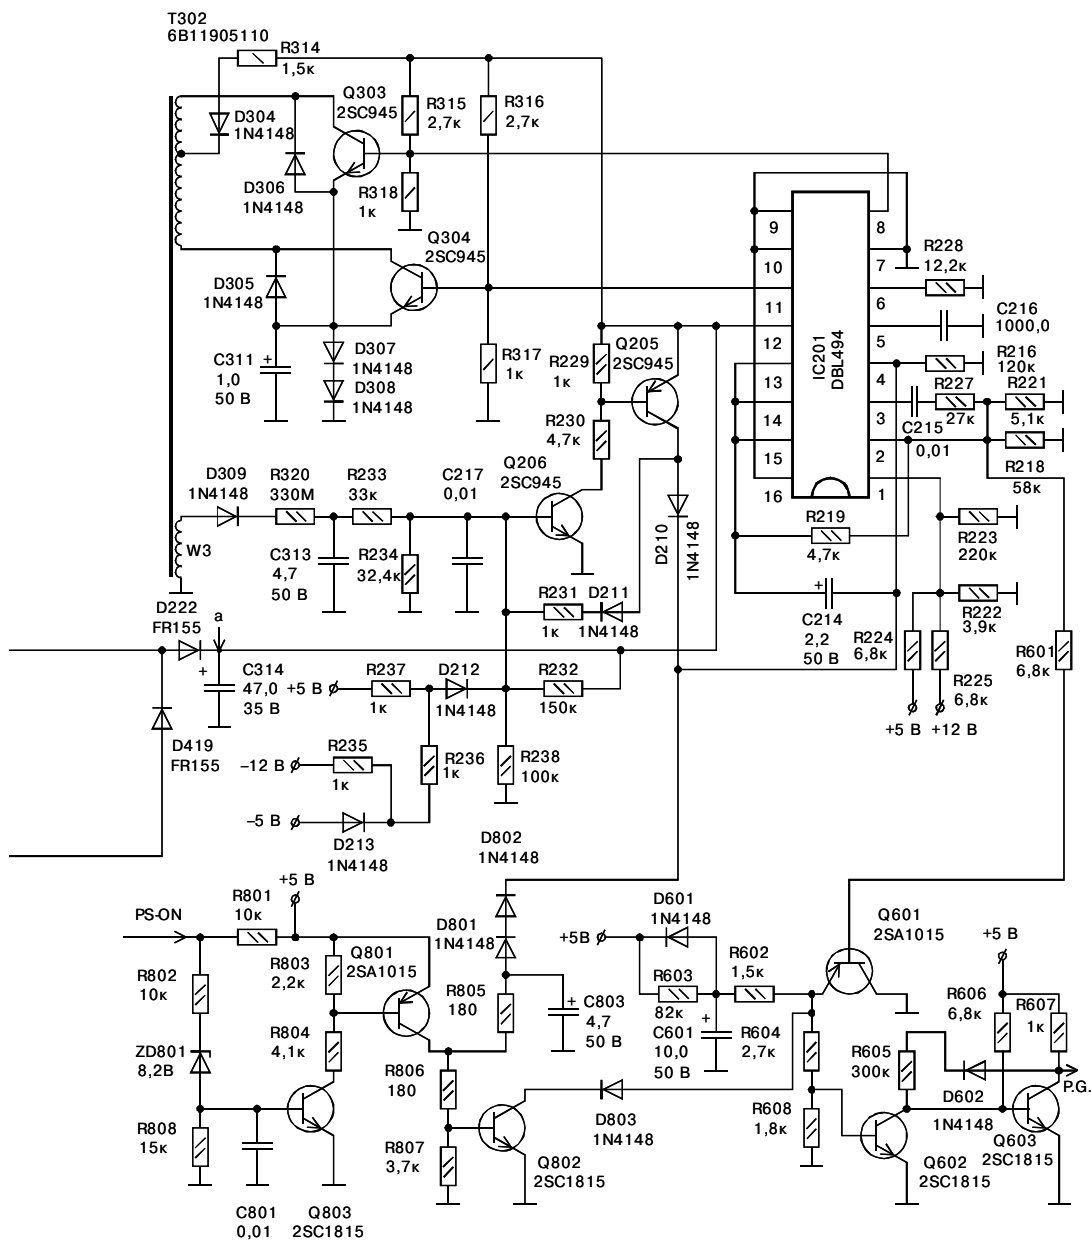 T302
6B11905110
R314
1,5к
Q303
2SC945
R315
2,7к
R316
2,7к
D304
1N4148
D306
1N4148
R318
1к
Q304
2SC945
D305
1N4148
R228
12,2к
C216
1000,0
R216
120к
9
10
11
12
13
14
15
16
8
7
6
5
4
3
2
1
IC201
DBL494
C311
+
1,0
50 В
D307
1N4148
D308
1N4148
R317
1к
R229
1к
Q205
2SC945
R230
4,7к
R227
27к
R221
5,1к
C215
0,01
R218
58к
D309
1N4148
R320
330М
R233
33к
C217
0,01
Q206
2SC945
W3
C313
4,7
50 В
R234
32,4к
D210
1N4148
R219
4,7к
R223
220к
R231
1к
D211
1N4148
+
C214
2,2
50 В
R222
3,9к
R224
6,8к
R225
6,8к
+5 В
+12 В
R601
6,8к
D222
FR155
а
+
C314
47,0
35 В
+5 В
R237
1к
D212
1N4148
R232
150к
D419
FR155
–12 В
R235
1к
R236
1к
R238
100к
–5 В
D213
1N4148
D802
1N4148
+5 В
PS-ON
R801
10к
R802
10к
R803
2,2к
Q801
2SA1015
D801
1N4148
R805
180
+
C803
4,7
50 В
R804
4,1к
ZD801
8,2В
R806
180
R808
15к
R807
3,7к
C801
0,01
Q803
2SC1815
Q802
2SC1815
D803
1N4148
+5В
D601
1N4148
R603
82к
R602
1,5к
+
C601
10,0
50 В
R604
2,7к
Q601
2SA1015
+5 В
R606
6,8к
R607
1к
R605
300к
R608
1,8к
D602
1N4148
P.G.
Q602
2SC1815
Q603
2SC1815